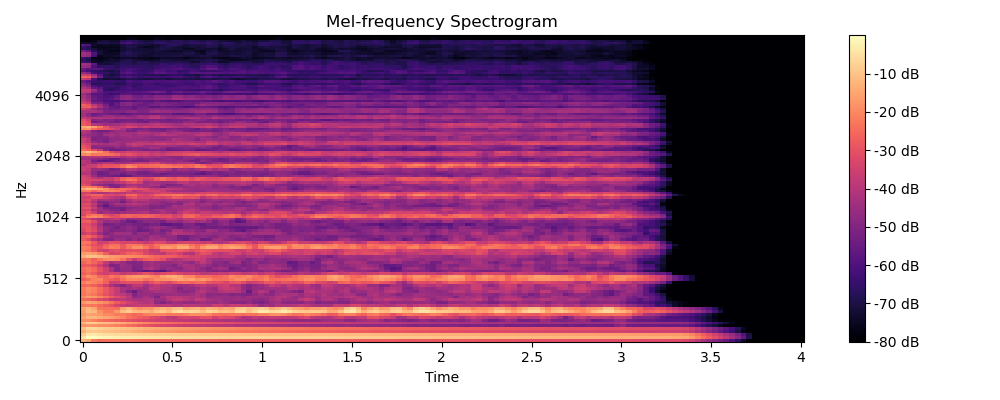 Mel-frequency Spectrogram
Hz
4096
2048
1024
512
0
0 0.5 1 1.5 2 2.5 3 3.5 4
Time
-10 dB
-20 dB
-30 dB
-40 dB
-50 dB
-60 dB
-70 dB
-80 dB